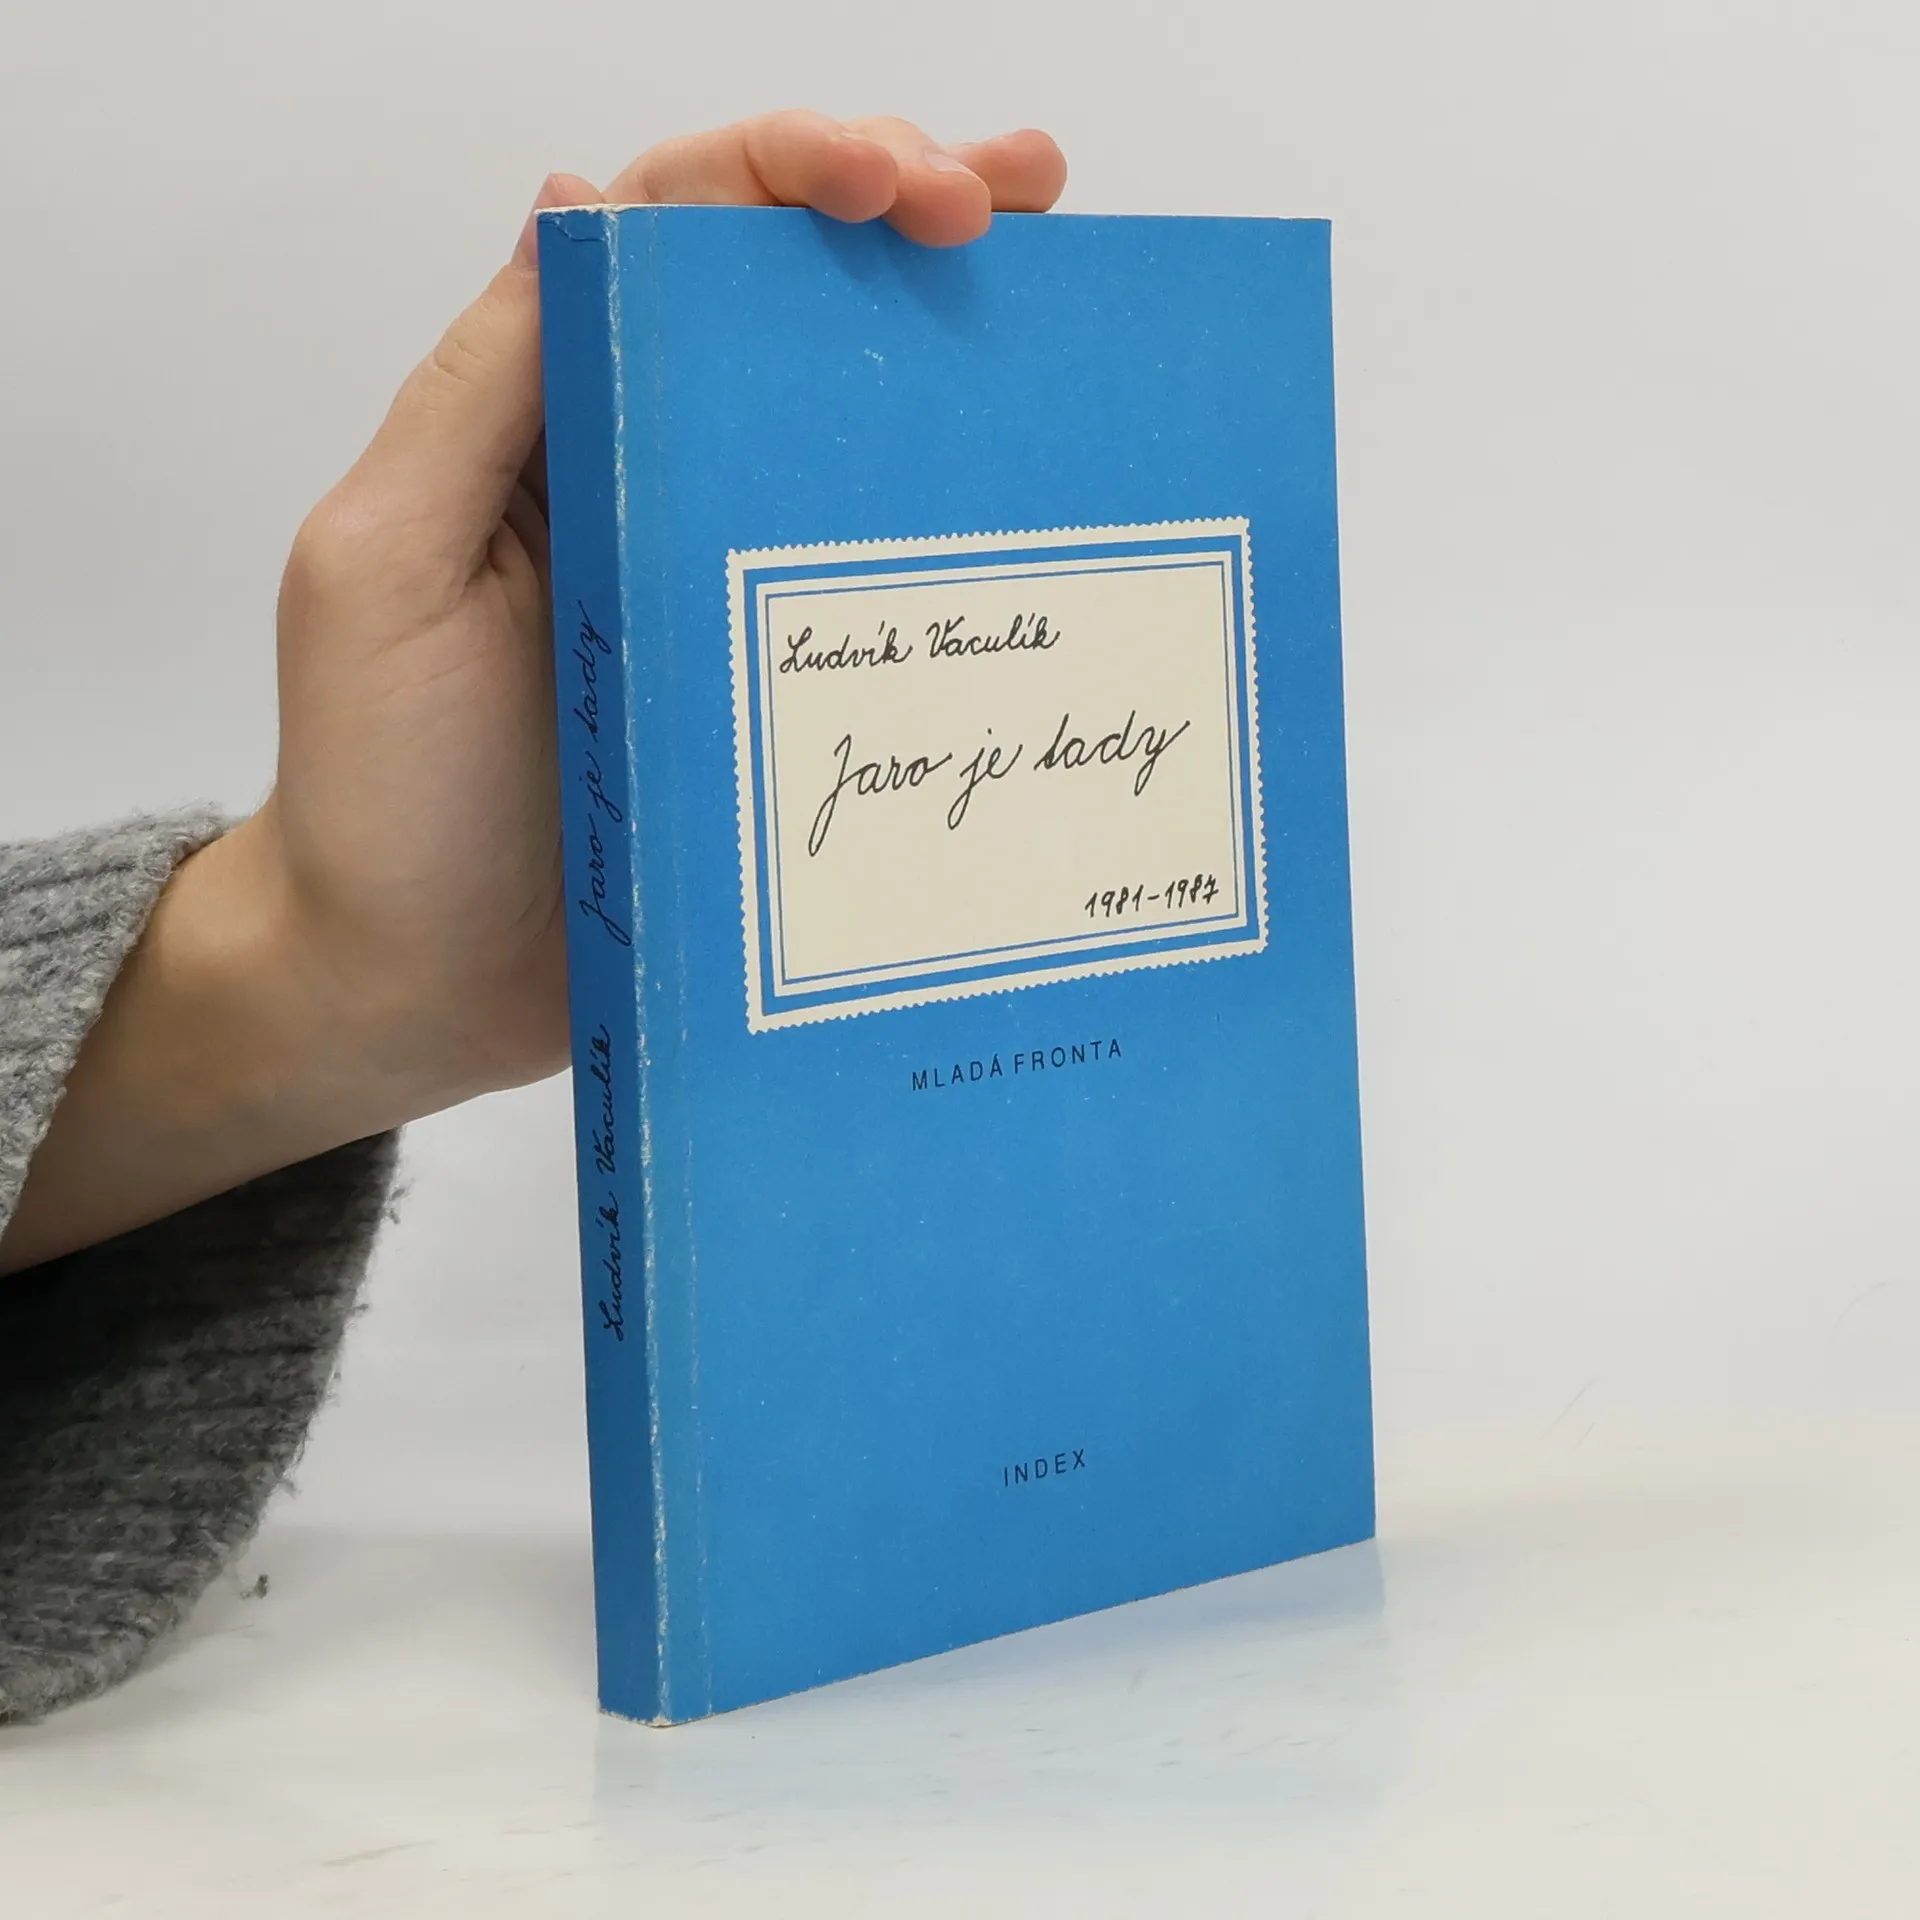 Ludvík Vaculík
Jaro je tady
1981-1987
MLADÁ FRONTA
INDEX
Ludvík Vaculík Jaro je tady